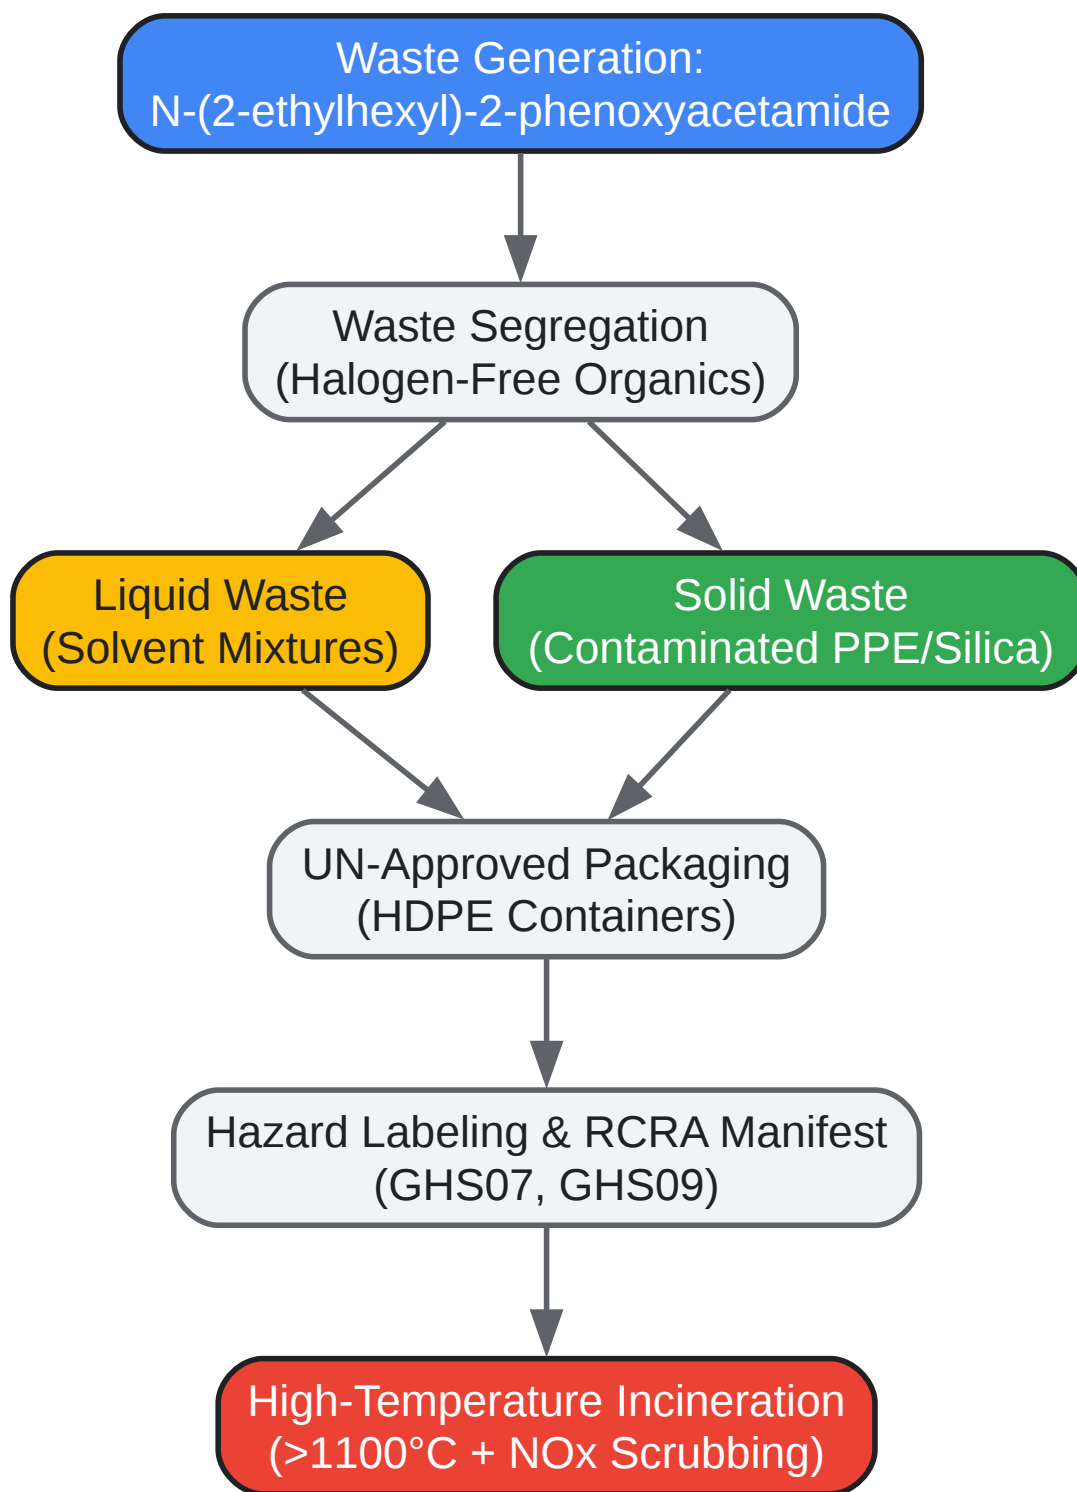 Waste Generation:
N-(2-ethylhexyl)-2-phenoxyacetamide
Waste Segregation
(Halogen-Free Organics)
Liquid Waste
(Solvent Mixtures)
Solid Waste
(Contaminated PPE/Silica)
UN-Approved Packaging
(HDPE Containers)
Hazard Labeling & RCRA Manifest
(GHS07, GHS09)
High-Temperature Incineration
(>1100°C + NOx Scrubbing)